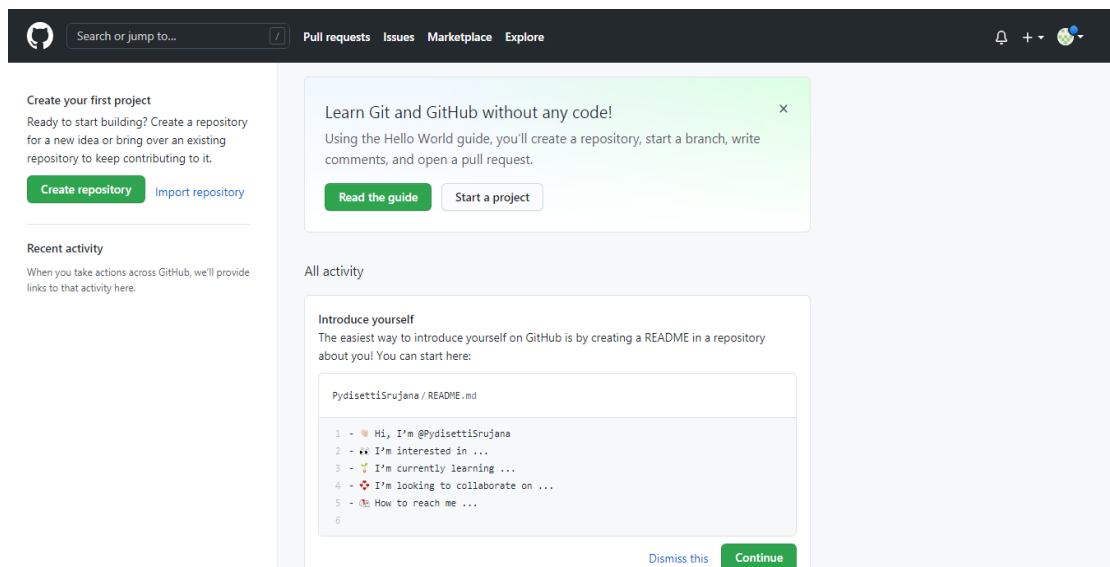 Search or jump to...
/
Pull requests
Issues
Marketplace
Explore
Create your first project
Ready to start building? Create a repository
for a new idea or bring over an existing
repository to keep contributing to it.
Create repository
Import repository
Recent activity
When you take actions across GitHub, we'll provide
links to that activity here.
Learn Git and GitHub without any code!
Using the Hello World guide, you'll create a repository, start a branch, write
comments, and open a pull request.
Read the guide
Start a project
All activity
Introduce yourself
The easiest way to introduce yourself on GitHub is by creating a README in a repository
about you! You can start here:
PydisettiSrujana/README.md
1 - 👋 Hi, I’m @PydisettiSrujana
2 - 👀 I’m interested in ...
3 - 🌱 I’m currently learning ...
4 - 💞️ I’m looking to collaborate on ...
5 - 📫 How to reach me ...
6
Dismiss this
Continue